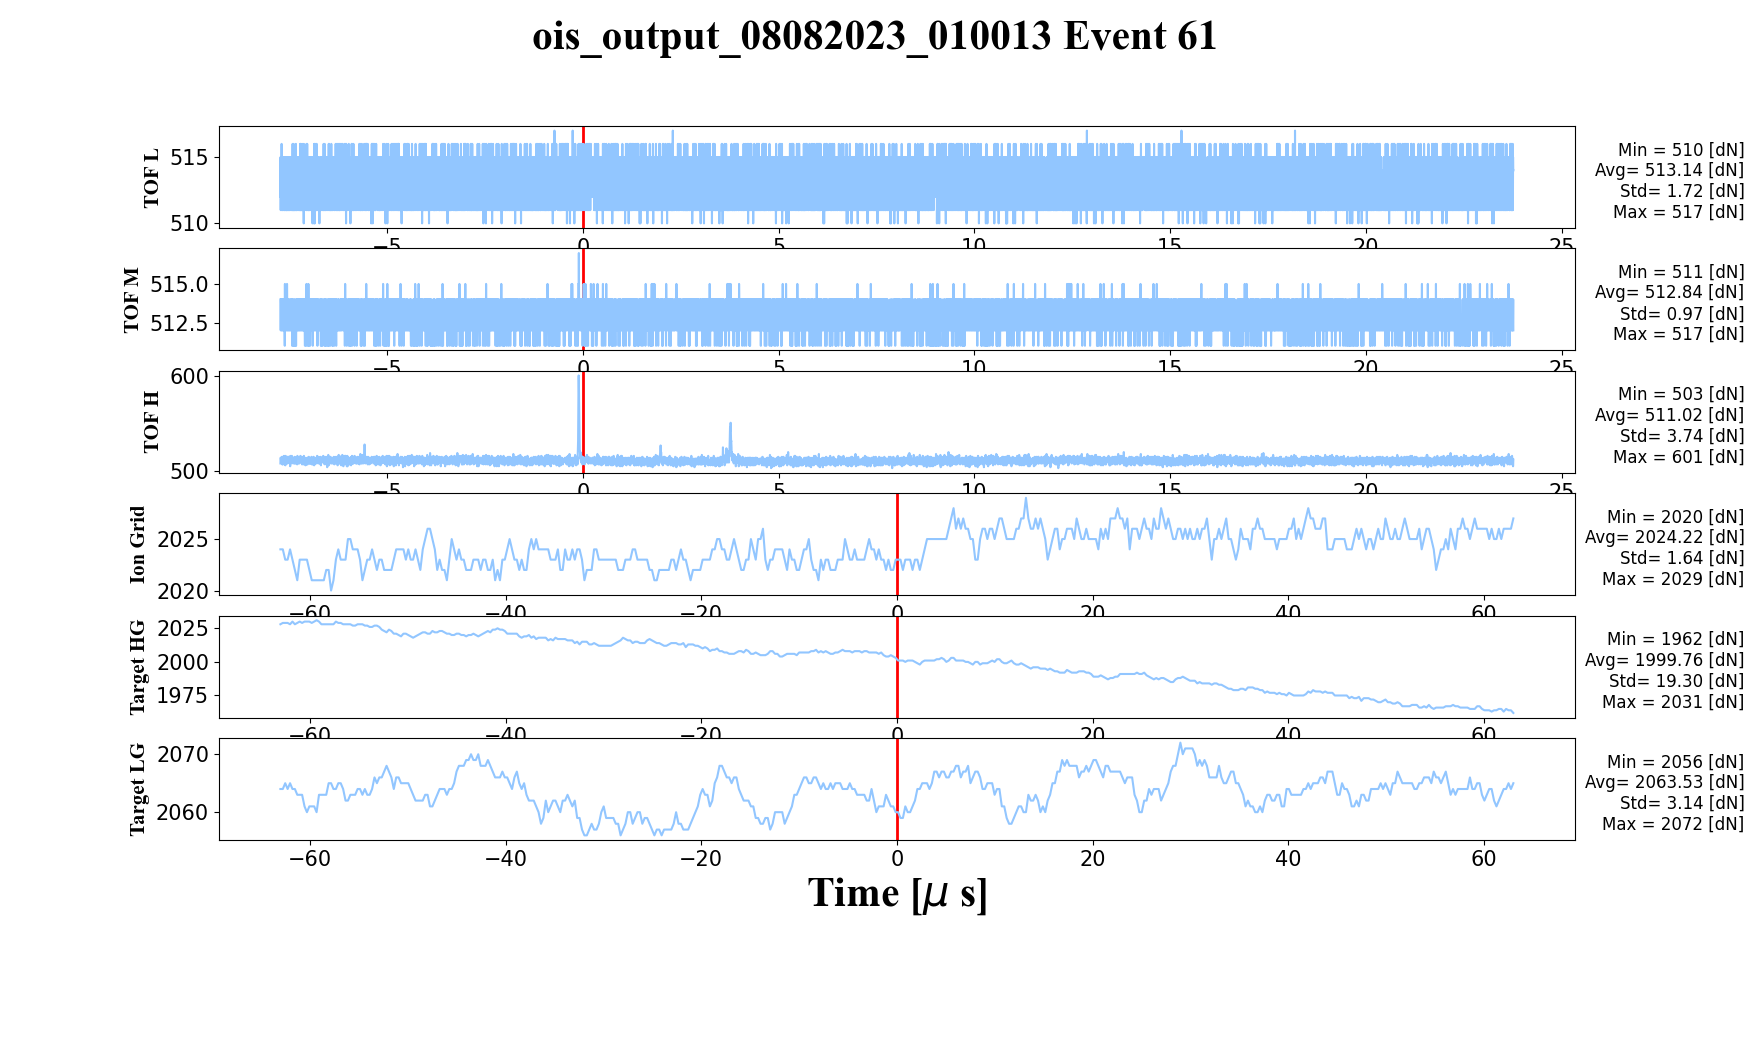 ois_output_08082023_010013 Event 61
TOF L
515
510
Min = 510 [dN]
Avg= 513.14 [dN]
Std= 1.72 [dN]
Max = 517 [dN]
−5 0 5 10 15 20 25
TOF M
515.0
512.5
Min = 511 [dN]
Avg= 512.84 [dN]
Std= 0.97 [dN]
Max = 517 [dN]
−5 0 5 10 15 20 25
TOF H
600
500
Min = 503 [dN]
Avg= 511.02 [dN]
Std= 3.74 [dN]
Max = 601 [dN]
−5 0 5 10 15 20 25
Ion Grid
2025
2020
Min = 2020 [dN]
Avg= 2024.22 [dN]
Std= 1.64 [dN]
Max = 2029 [dN]
−60 −40 −20 0 20 40 60
Target HG
2025
2000
1975
Min = 1962 [dN]
Avg= 1999.76 [dN]
Std= 19.30 [dN]
Max = 2031 [dN]
−60 −40 −20 0 20 40 60
Target LG
2070
2060
Min = 2056 [dN]
Avg= 2063.53 [dN]
Std= 3.14 [dN]
Max = 2072 [dN]
−60 −40 −20 0 20 40 60
Time [μ s]